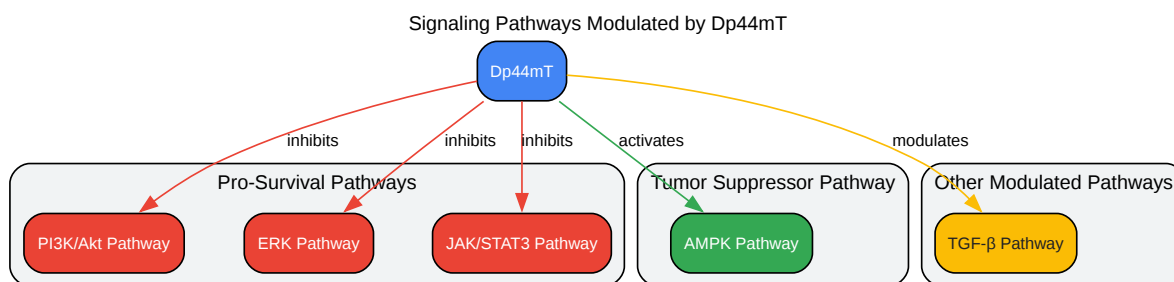 Signaling Pathways Modulated by Dp44mT
Dp44mT
inhibits
inhibits
inhibits
activates
modulates
Pro-Survival Pathways
Tumor Suppressor Pathway
Other Modulated Pathways
PI3K/Akt Pathway
ERK Pathway
JAK/STAT3 Pathway
AMPK Pathway
TGF-β Pathway